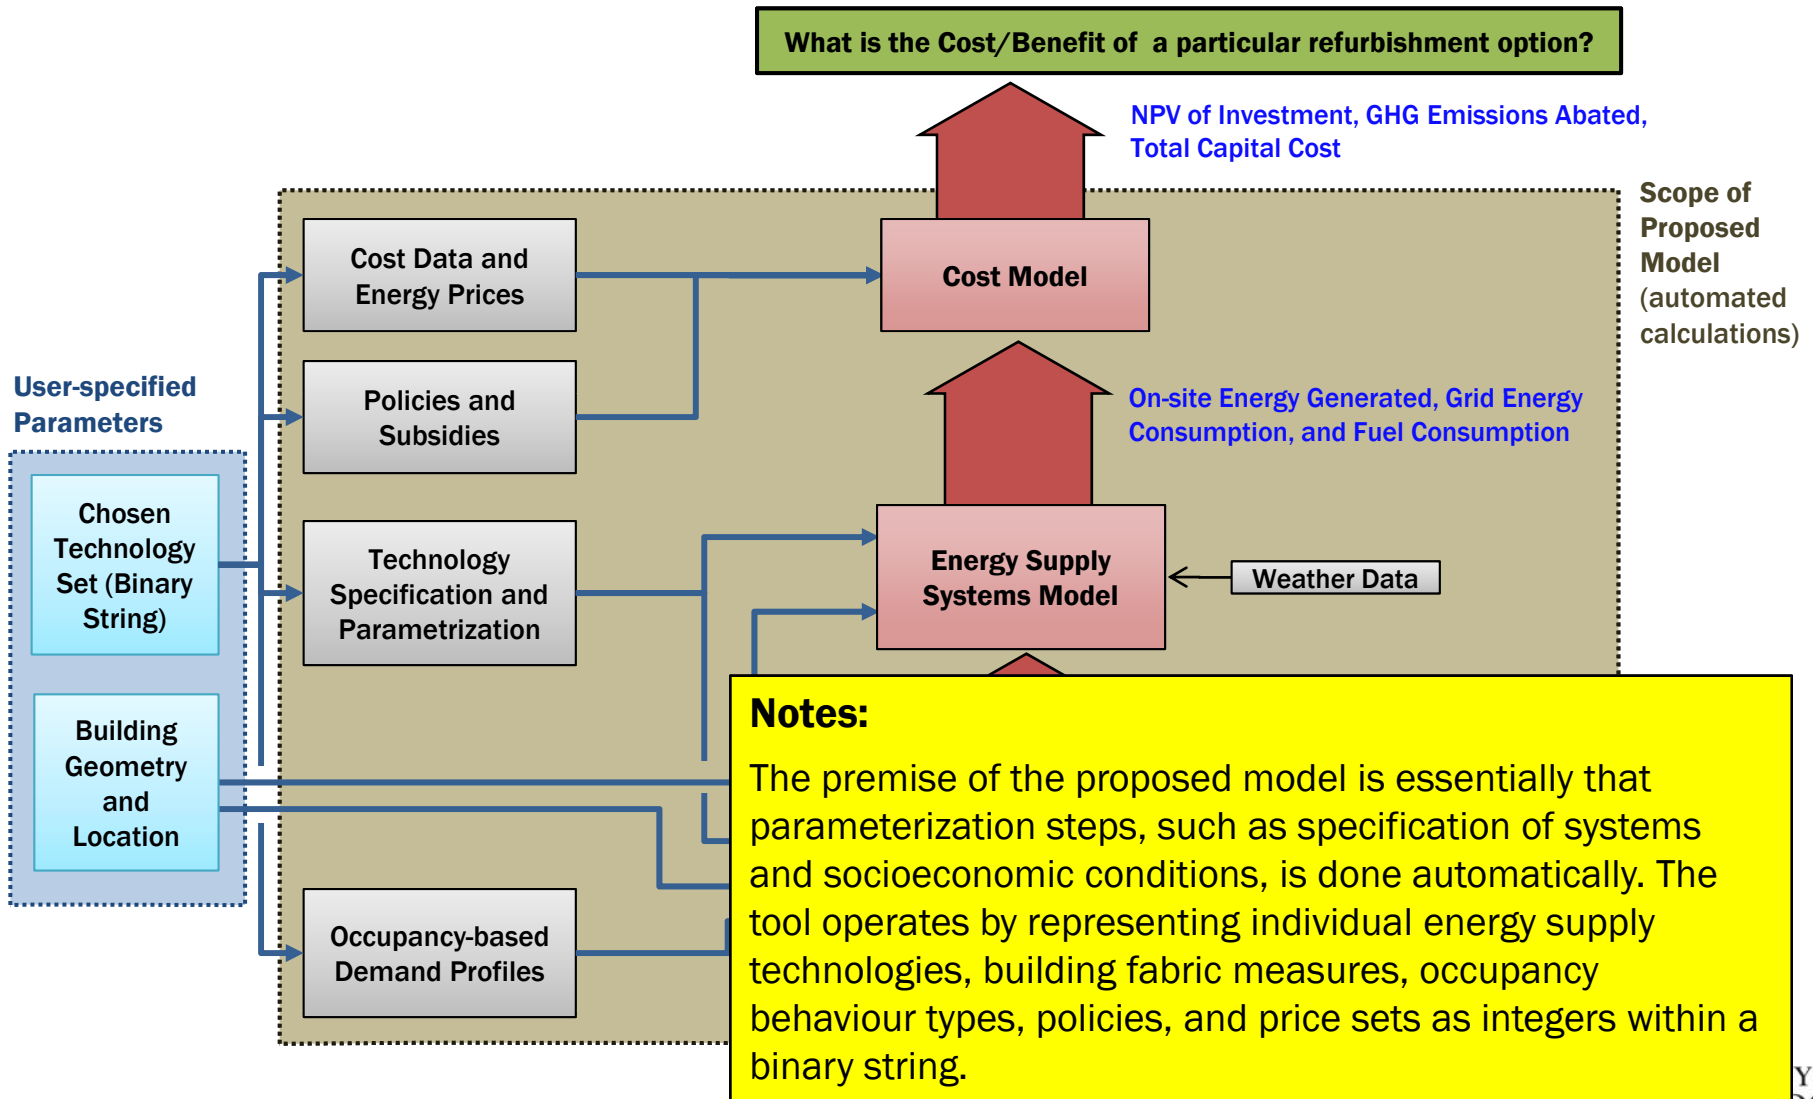 What is the Cost/Benefit of a particular refurbishment option?
NPV of Investment, GHG Emissions Abated,
Total Capital Cost
Scope of
Proposed
Model
(automated
calculations)
Cost Data and
Energy Prices
Cost Model
User-specified
Parameters
Policies and
Subsidies
On-site Energy Generated, Grid Energy
Consumption, and Fuel Consumption
Chosen
Technology
Set (Binary
String)
Technology
Specification and
Parametrization
Energy Supply
Systems Model
Weather Data
Building
Geometry
and
Location
Occupancy-based
Demand Profiles
Notes:
The premise of the proposed model is essentially that
parameterization steps, such as specification of systems
and socioeconomic conditions, is done automatically. The
tool operates by representing individual energy supply
technologies, building fabric measures, occupancy
behaviour types, policies, and price sets as integers within a
binary string.
Y